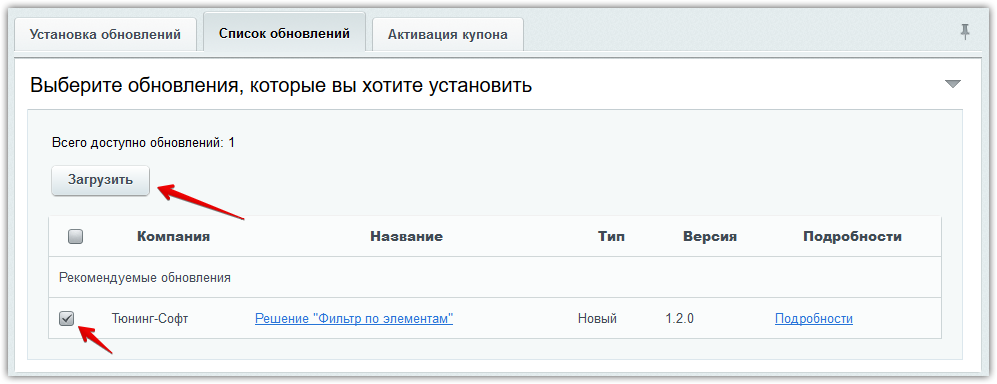 Установка обновлений Список обновлений Активация купона
Выберите обновления, которые вы хотите установить
Всего доступно обновлений: 1
Загрузить
Компания Название Тип Версия Подробности
Рекомендуемые обновления
Тюнинг-Софт Решение "Фильтр по элементам" Новый 1.2.0 Подробности